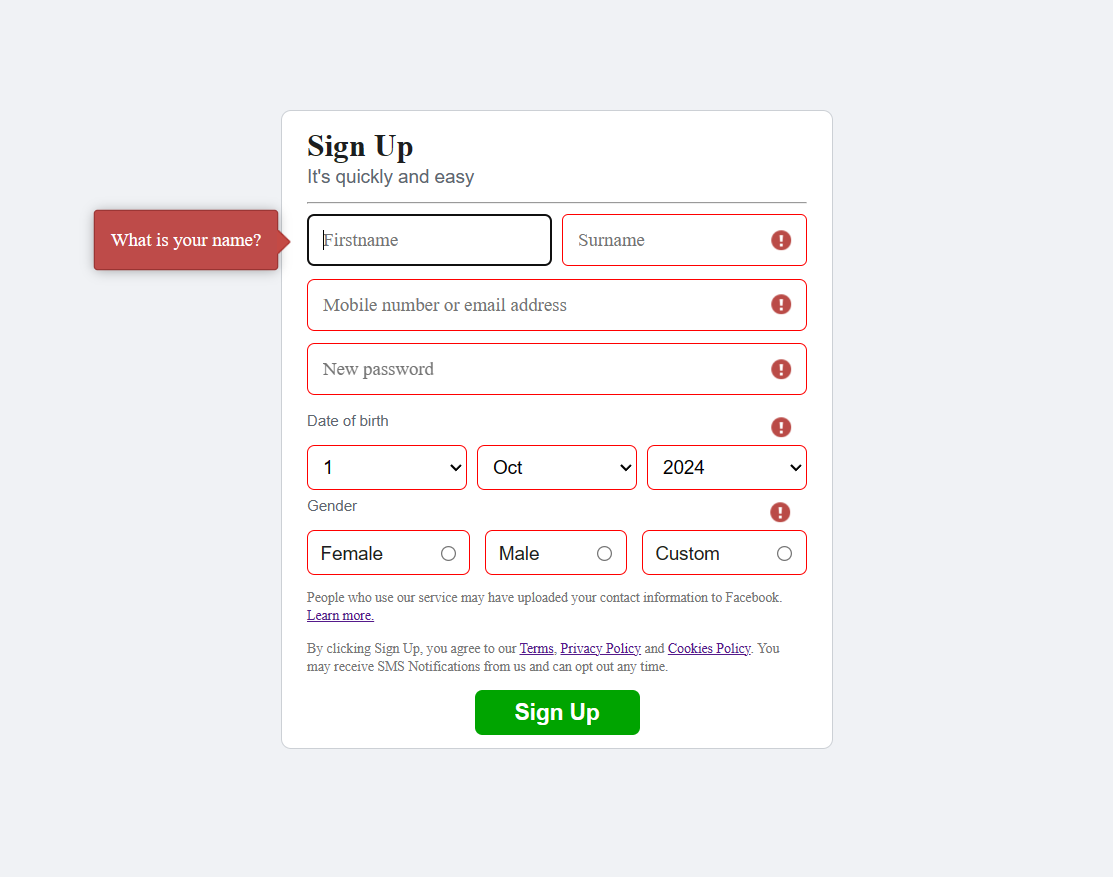 Sign Up
It's quickly and easy
What is your name?
Firstname
Surname
Mobile number or email address
New password
Date of birth
1
Oct
2024
Gender
Female
Male
Custom
People who use our service may have uploaded your contact information to Facebook.
Learn more.
By clicking Sign Up, you agree to our Terms, Privacy Policy and Cookies Policy. You
may receive SMS Notifications from us and can opt out any time.
Sign Up